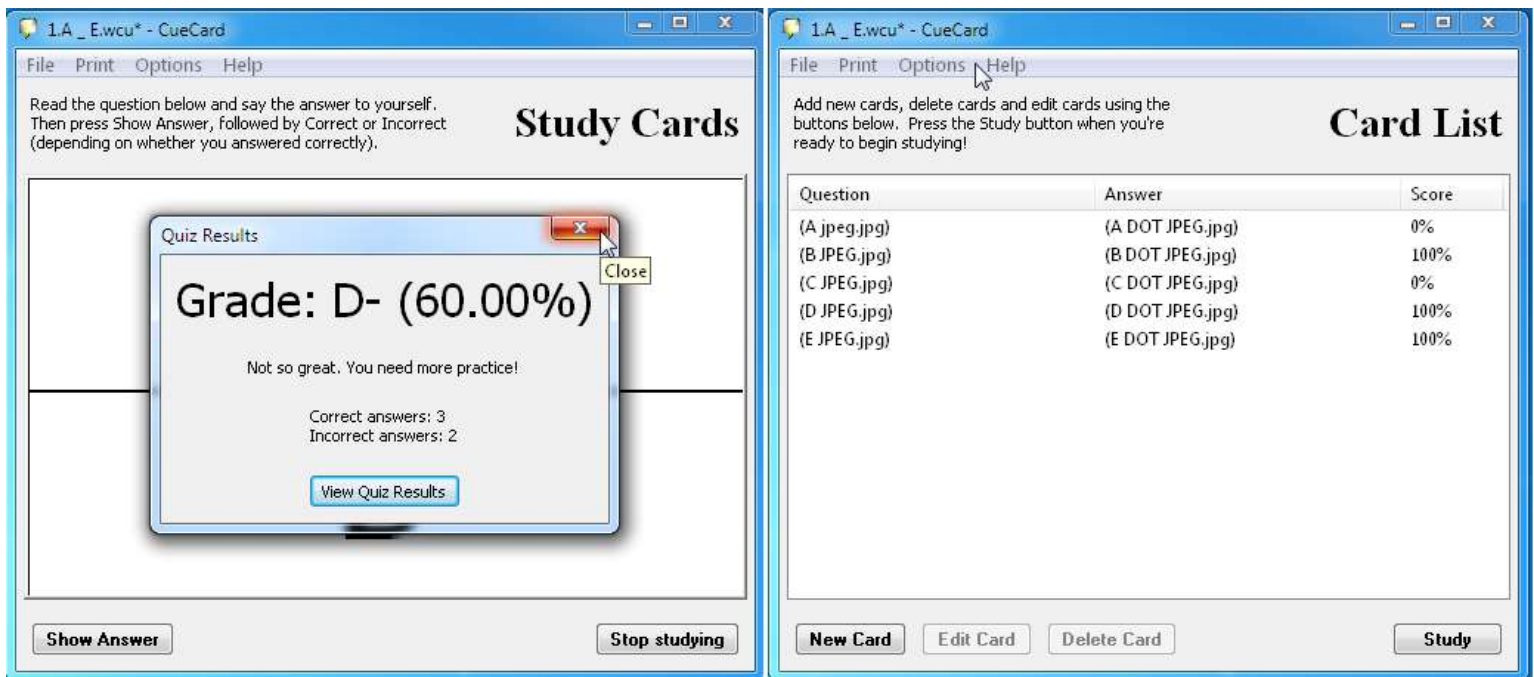 1.A _ E.wcu* - CueCard
File Print Options Help
Read the question below and say the answer to yourself.
Then press Show Answer, followed by Correct or Incorrect
(depending on whether you answered correctly).
Study Cards
Quiz Results
Close
Grade: D- (60.00%)
Not so great. You need more practice!
Correct answers: 3
Incorrect answers: 2
View Quiz Results
Show Answer
Stop studying
1.A _ E.wcu* - CueCard
File Print Options Help
Add new cards, delete cards and edit cards using the
buttons below. Press the Study button when you're
ready to begin studying!
Card List
Question Answer Score
(A jpeg.jpg) (A DOT JPEG.jpg) 0%
(B JPEG.jpg) (B DOT JPEG.jpg) 100%
(C JPEG.jpg) (C DOT JPEG.jpg) 0%
(D JPEG.jpg) (D DOT JPEG.jpg) 100%
(E JPEG.jpg) (E DOT JPEG.jpg) 100%
New Card Edit Card Delete Card Study